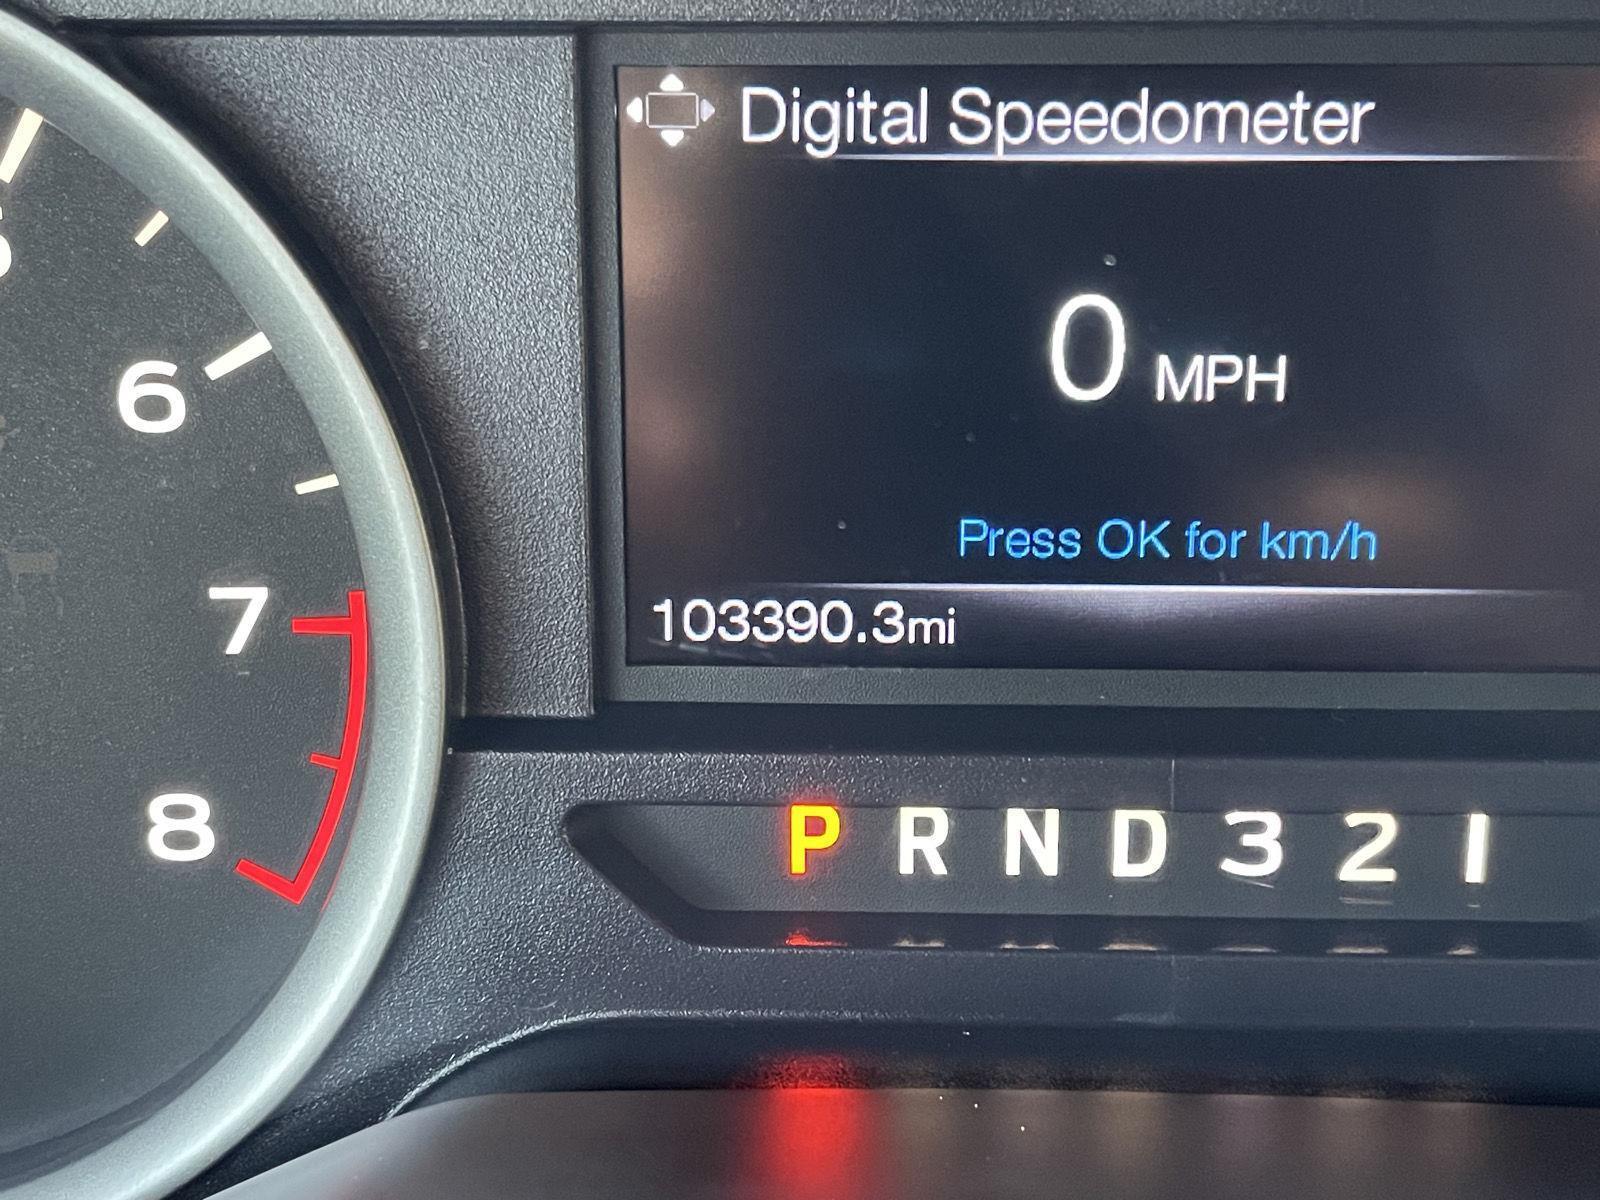 Digital Speedometer
0 MPH
Press OK for km/h
103390.3mi
6
7
8
P R N D 3 2 1